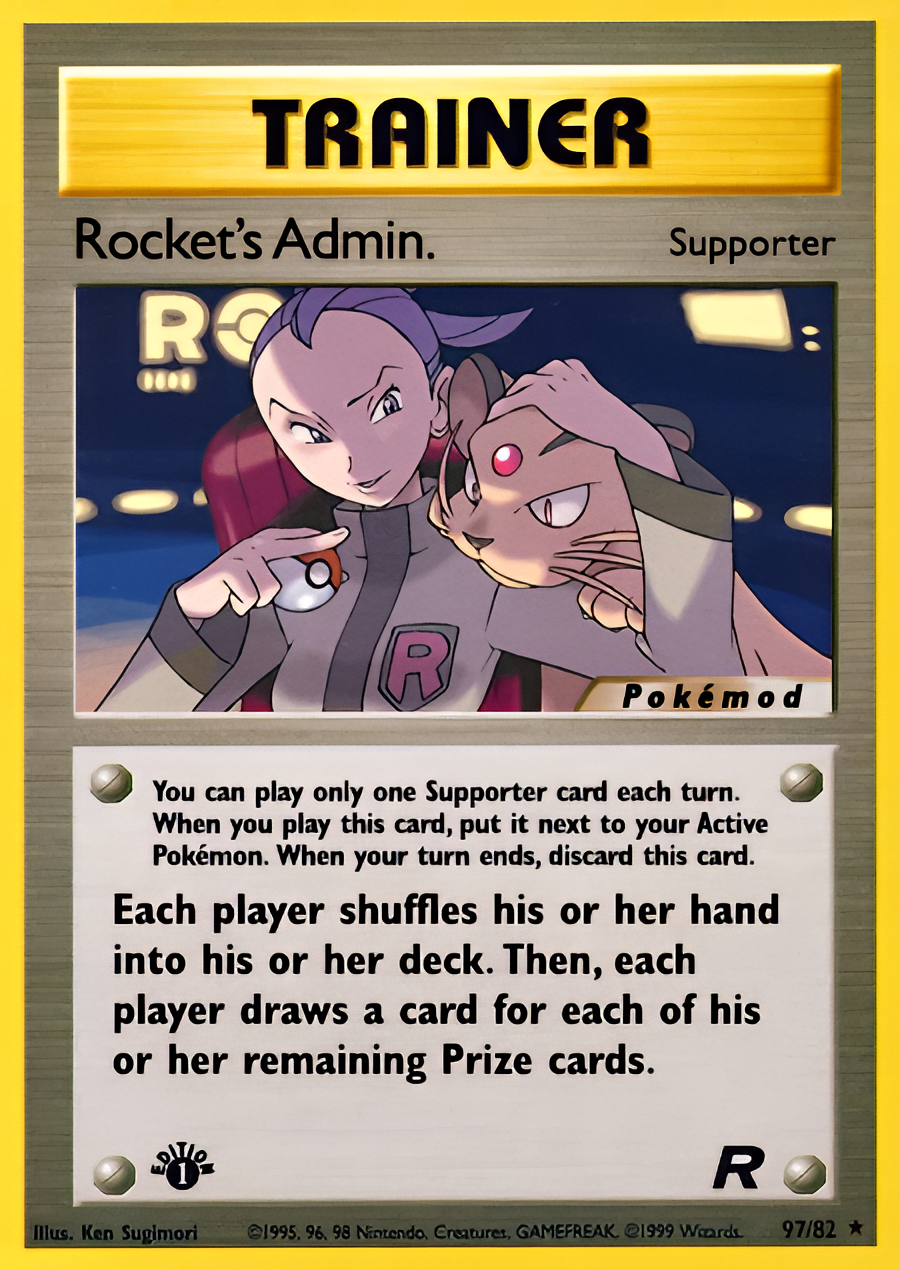 TRAINER
Rocket's Admin.
Supporter
R
R
Pokémod
You can play only one Supporter card each turn.
When you play this card, put it next to your Active
Pokémon. When your turn ends, discard this card.
Each player shuffles his or her hand
into his or her deck. Then, each
player draws a card for each of his
or her remaining Prize cards.
EDITION
1
R
Illus. Ken Sugimori
©1995, 96, 98 Nintendo, Creatures, GAMEFREAK. ©1999 Wizards.
97/82 ★